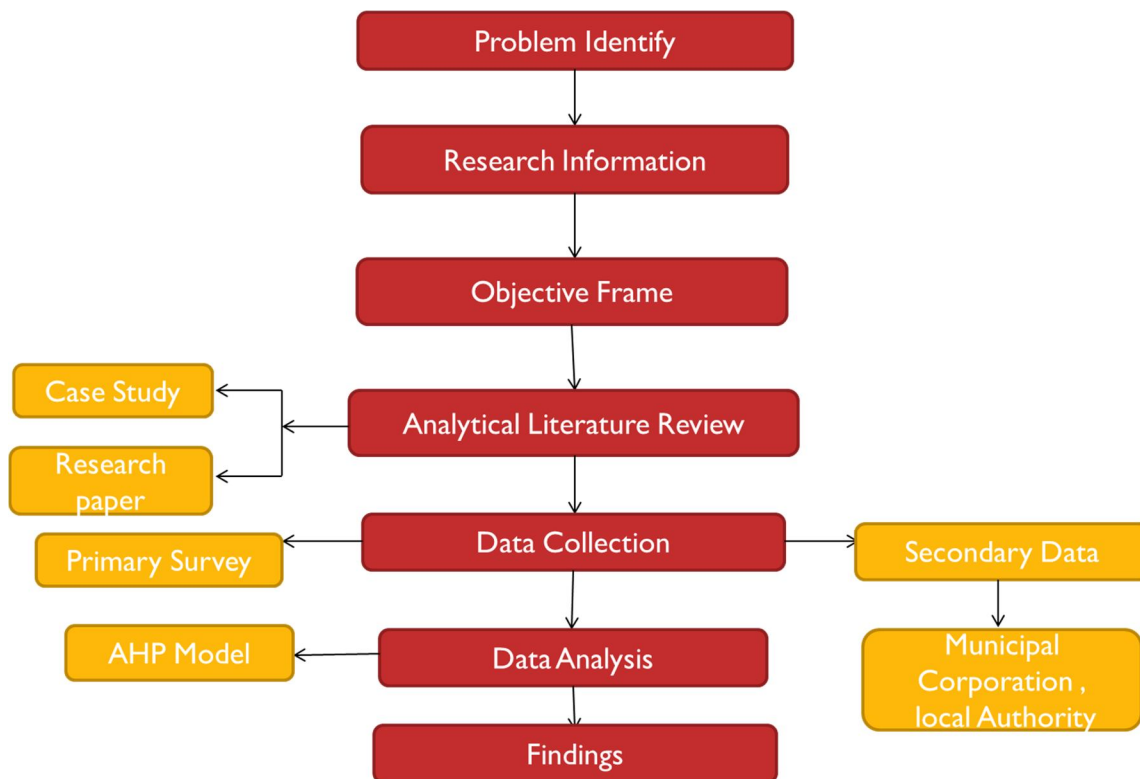 Problem Identify
Research Information
Objective Frame
Case Study
Analytical Literature Review
Research
paper
Primary Survey
Data Collection
Secondary Data
AHP Model
Data Analysis
Municipal
Corporation ,
local Authority
Findings